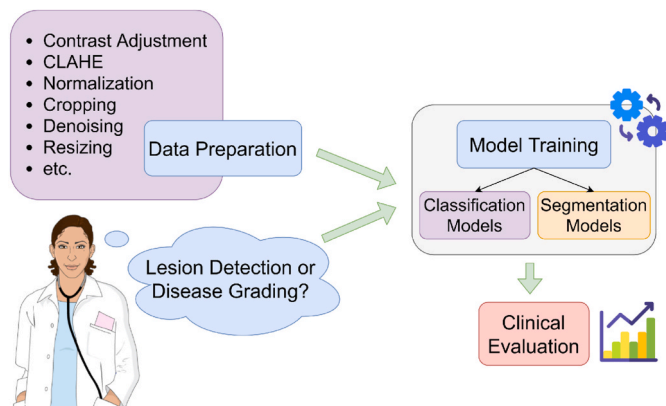 • Contrast Adjustment
• CLAHE
• Normalization
• Cropping
• Denoising
• Resizing
• etc.
Data Preparation
Lesion Detection or
Disease Grading?
Model Training
Classification
Models
Segmentation
Models
Clinical
Evaluation